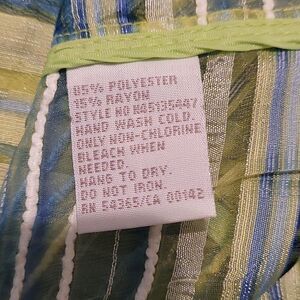 85% POLYESTER
15% RAYON
STYLE NO N45135447
HAND WASH COLD.
ONLY NON-CHLORINE
BLEACH WHEN
NEEDED.
HANG TO DRY.
DO NOT IRON.
RN 54365/CA 00142